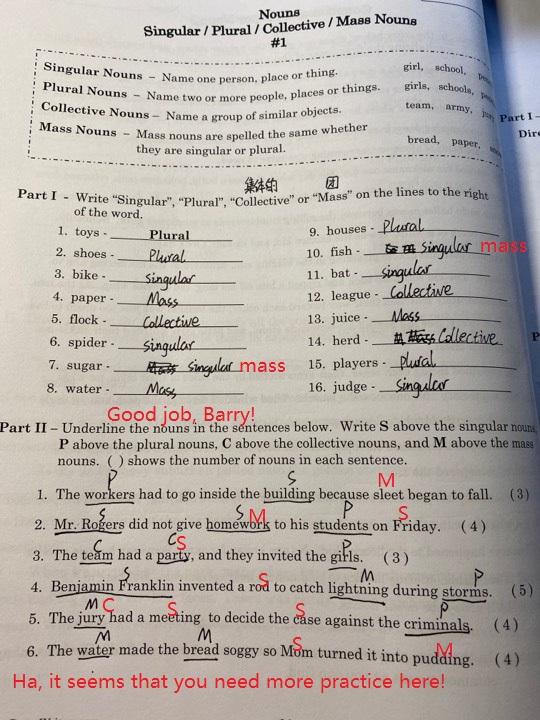 Nouns
Singular / Plural / Collective / Mass Nouns
#1
Singular Nouns – Name one person, place or thing. girl, school,
Plural Nouns – Name two or more people, places or things. girls, schools,
Collective Nouns – Name a group of similar objects. team, army,
Mass Nouns – Mass nouns are spelled the same whether bread, paper,
they are singular or plural.
Part I –
Dire
集体的 团
Part I - Write “Singular”, “Plural”, “Collective” or “Mass” on the lines to the right
of the word.
1. toys - Plural
2. shoes - Plural
3. bike - singular
4. paper - Mass
5. flock - Collective
6. spider - singular
7. sugar - singular mass
8. water - Mass
9. houses - Plural
10. fish - singular mass
11. bat - singular
12. league - Collective
13. juice - Mass
14. herd - Collective
15. players - Plural
16. judge - Singular
Good job, Barry!
Part II – Underline the nouns in the sentences below. Write S above the singular nouns,
P above the plural nouns, C above the collective nouns, and M above the mass
nouns. ( ) shows the number of nouns in each sentence.
P S M
1. The workers had to go inside the building because sleet began to fall. (3)
S S M P S
2. Mr. Rogers did not give homework to his students on Friday. (4)
C C S P
3. The team had a party, and they invited the girls. (3)
S S M P
4. Benjamin Franklin invented a rod to catch lightning during storms. (5)
M C S S P
5. The jury had a meeting to decide the case against the criminals. (4)
M M S M
6. The water made the bread soggy so Mom turned it into pudding. (4)
Ha, it seems that you need more practice here!